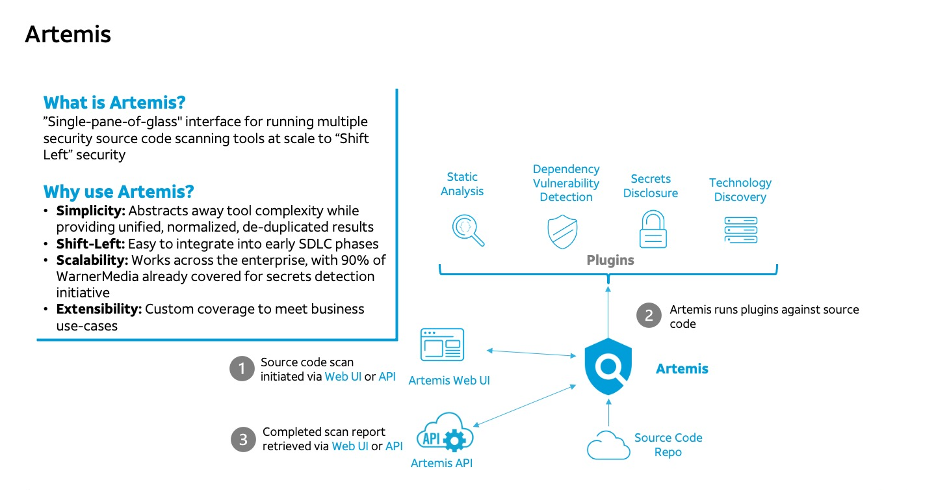 Artemis
What is Artemis?
"Single-pane-of-glass" interface for running multiple
security source code scanning tools at scale to “Shift
Left” security
Why use Artemis?
• Simplicity: Abstracts away tool complexity while
providing unified, normalized, de-duplicated results
• Shift-Left: Easy to integrate into early SDLC phases
• Scalability: Works across the enterprise, with 90% of
WarnerMedia already covered for secrets detection
initiative
• Extensibility: Custom coverage to meet business
use-cases
Static
Analysis
Dependency
Vulnerability
Detection
Secrets
Disclosure
Technology
Discovery
Plugins
2
Artemis runs plugins against source
code
1
Source code scan
initiated via Web UI or API
Artemis Web UI
Artemis
3
Completed scan report
retrieved via Web UI or API
API
Artemis API
Source Code
Repo